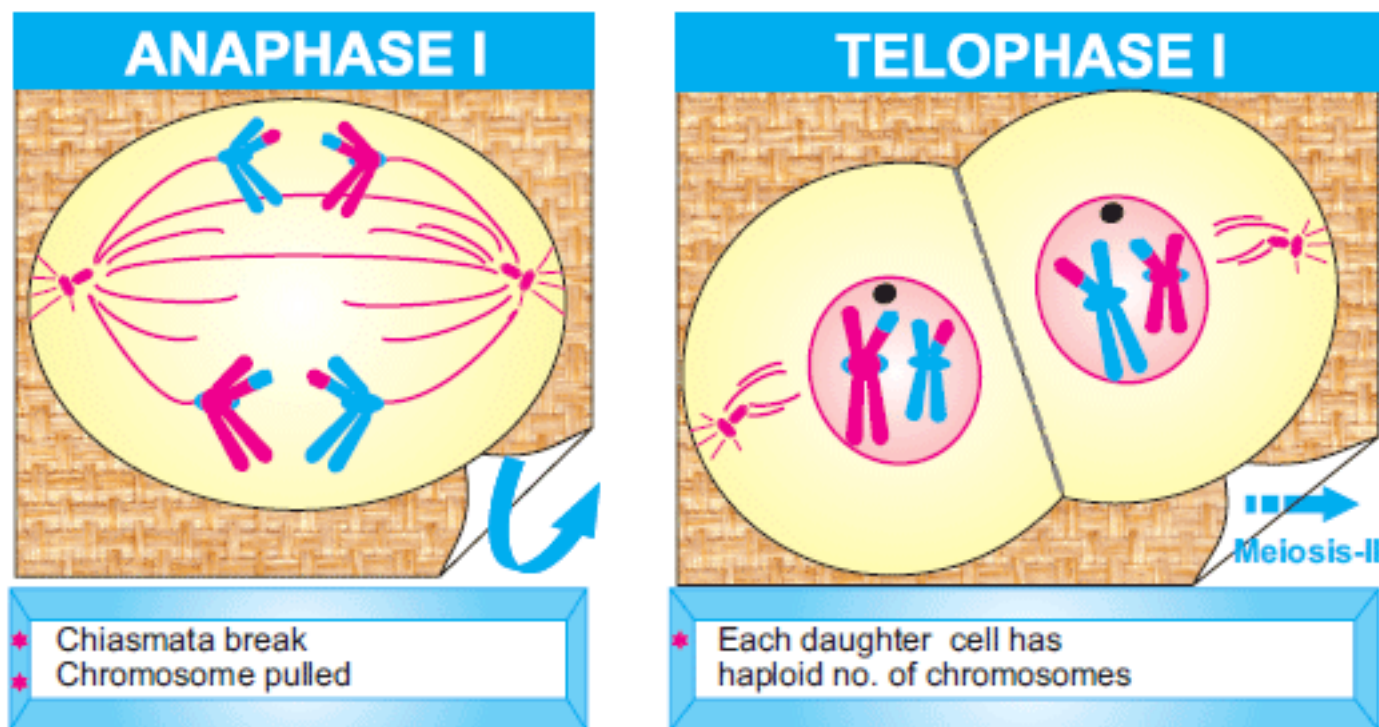 ANAPHASE I
TELOPHASE I
Meiosis-II
* Chiasmata break
* Chromosome pulled
* Each daughter cell has
haploid no. of chromosomes